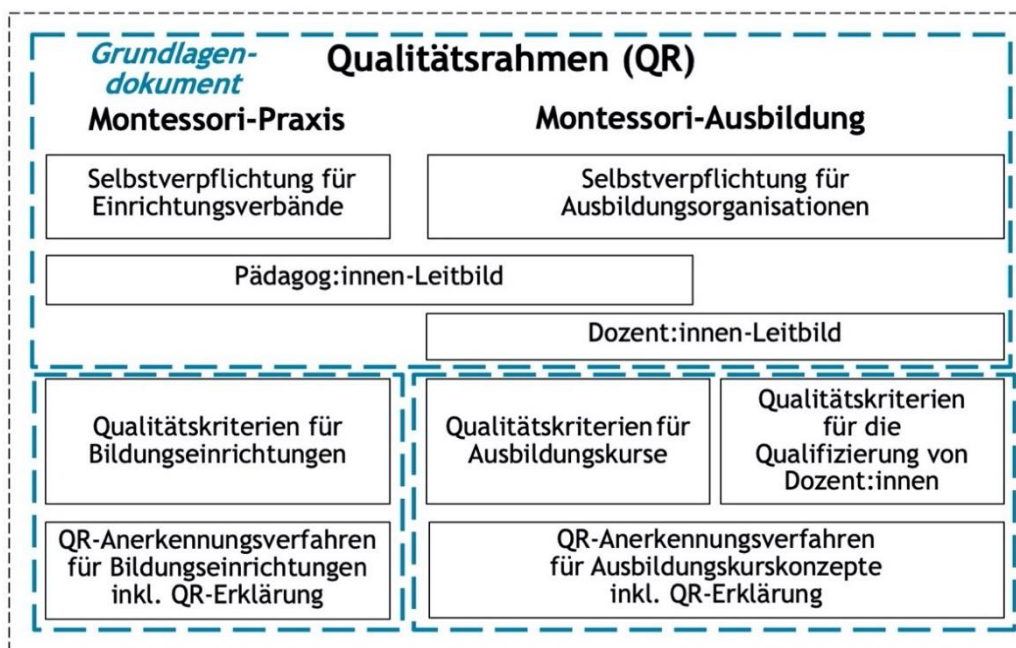 Grundlagen-
dokument
Qualitätsrahmen (QR)
Montessori-Praxis
Montessori-Ausbildung
Selbstverpflichtung für
Einrichtungsverbände
Selbstverpflichtung für
Ausbildungsorganisationen
Pädagog:innen-Leitbild
Dozent:innen-Leitbild
Qualitätskriterien für
Bildungseinrichtungen
Qualitätskriterien für
Ausbildungskurse
Qualitätskriterien
für die
Qualifizierung von
Dozent:innen
QR-Anerkennungsverfahren
für Bildungseinrichtungen
inkl. QR-Erklärung
QR-Anerkennungsverfahren
für Ausbildungskurskonzepte
inkl. QR-Erklärung